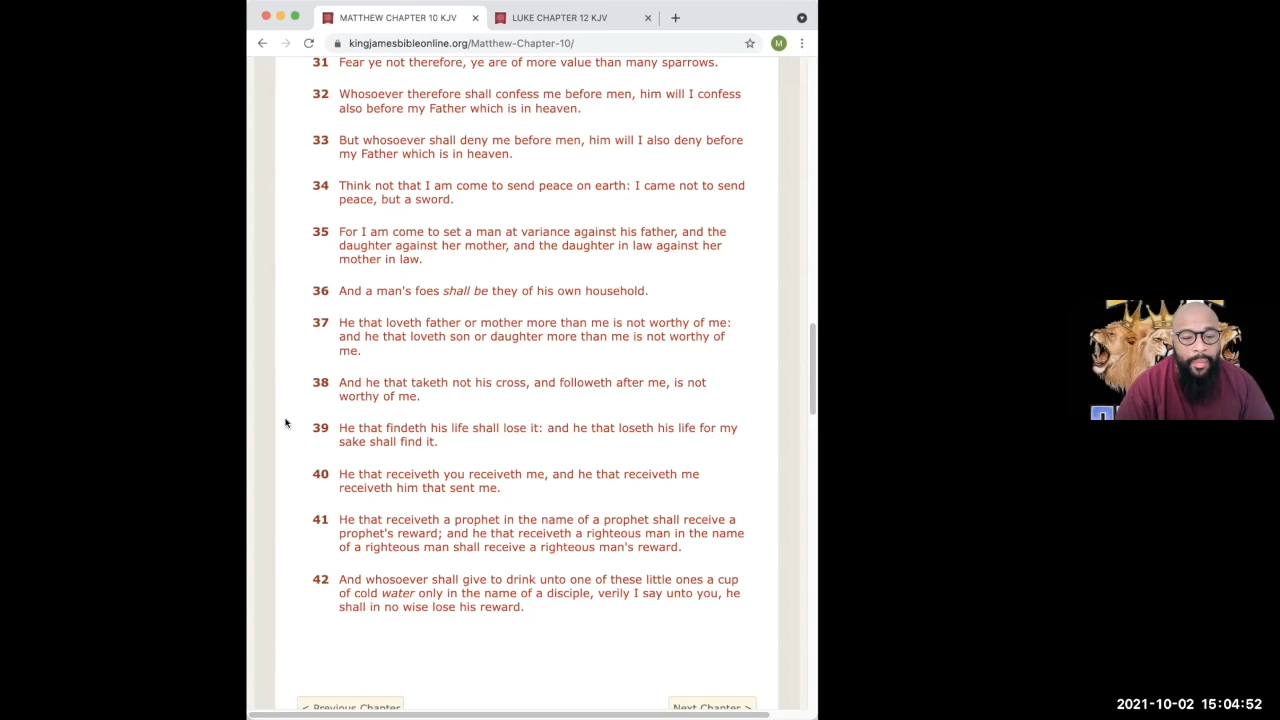 MATTHEW CHAPTER 10 KJV
LUKE CHAPTER 12 KJV
kingjamesbibleonline.org/Matthew-Chapter-10/
M
31 Fear ye not therefore, ye are of more value than many sparrows.
32 Whosoever therefore shall confess me before men, him will I confess
also before my Father which is in heaven.
33 But whosoever shall deny me before men, him will I also deny before
my Father which is in heaven.
34 Think not that I am come to send peace on earth: I came not to send
peace, but a sword.
35 For I am come to set a man at variance against his father, and the
daughter against her mother, and the daughter in law against her
mother in law.
36 And a man's foes shall be they of his own household.
37 He that loveth father or mother more than me is not worthy of me:
and he that loveth son or daughter more than me is not worthy of
me.
38 And he that taketh not his cross, and followeth after me, is not
worthy of me.
39 He that findeth his life shall lose it: and he that loseth his life for my
sake shall find it.
40 He that receiveth you receiveth me, and he that receiveth me
receiveth him that sent me.
41 He that receiveth a prophet in the name of a prophet shall receive a
prophet's reward; and he that receiveth a righteous man in the name
of a righteous man shall receive a righteous man's reward.
42 And whosoever shall give to drink unto one of these little ones a cup
of cold water only in the name of a disciple, verily I say unto you, he
shall in no wise lose his reward.
< Previous Chapter
Next Chapter >
2021-10-02 15:04:52